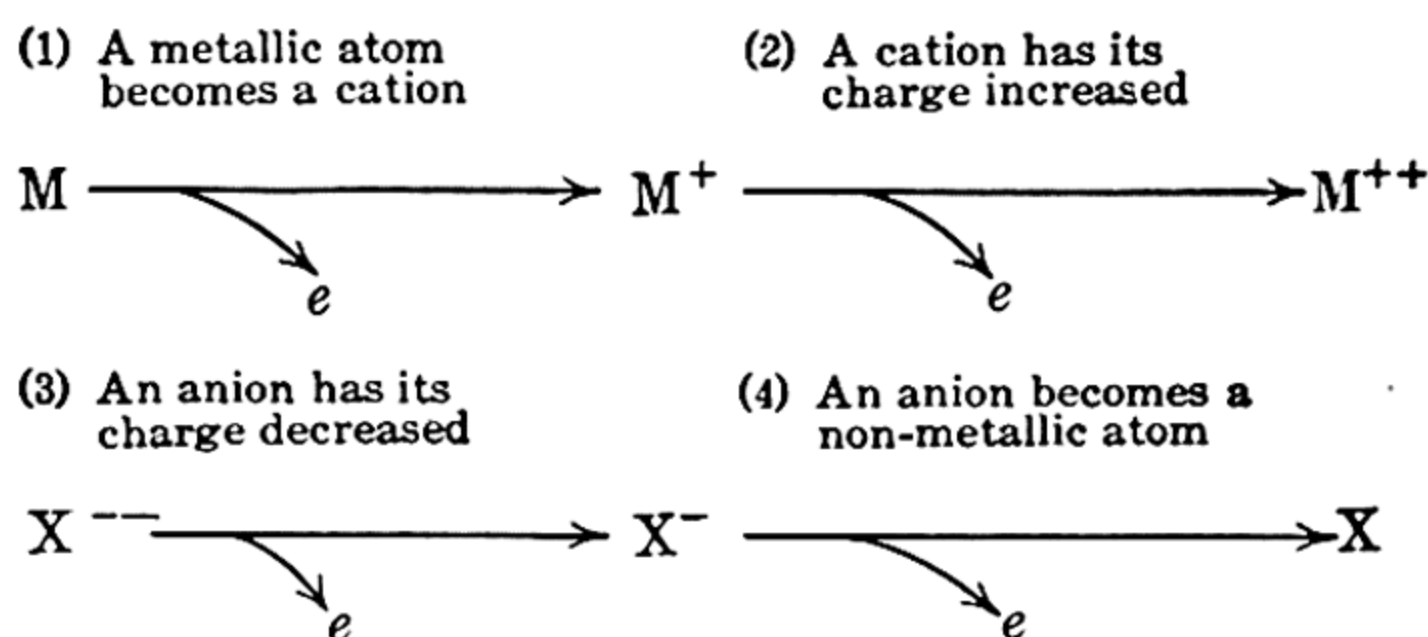 (1) A metallic atom
becomes a cation
(2) A cation has its
charge increased
M M⁺ M⁺⁺
e e
(3) An anion has its
charge decreased
(4) An anion becomes a
non-metallic atom
X⁻⁻ X⁻ X
e e